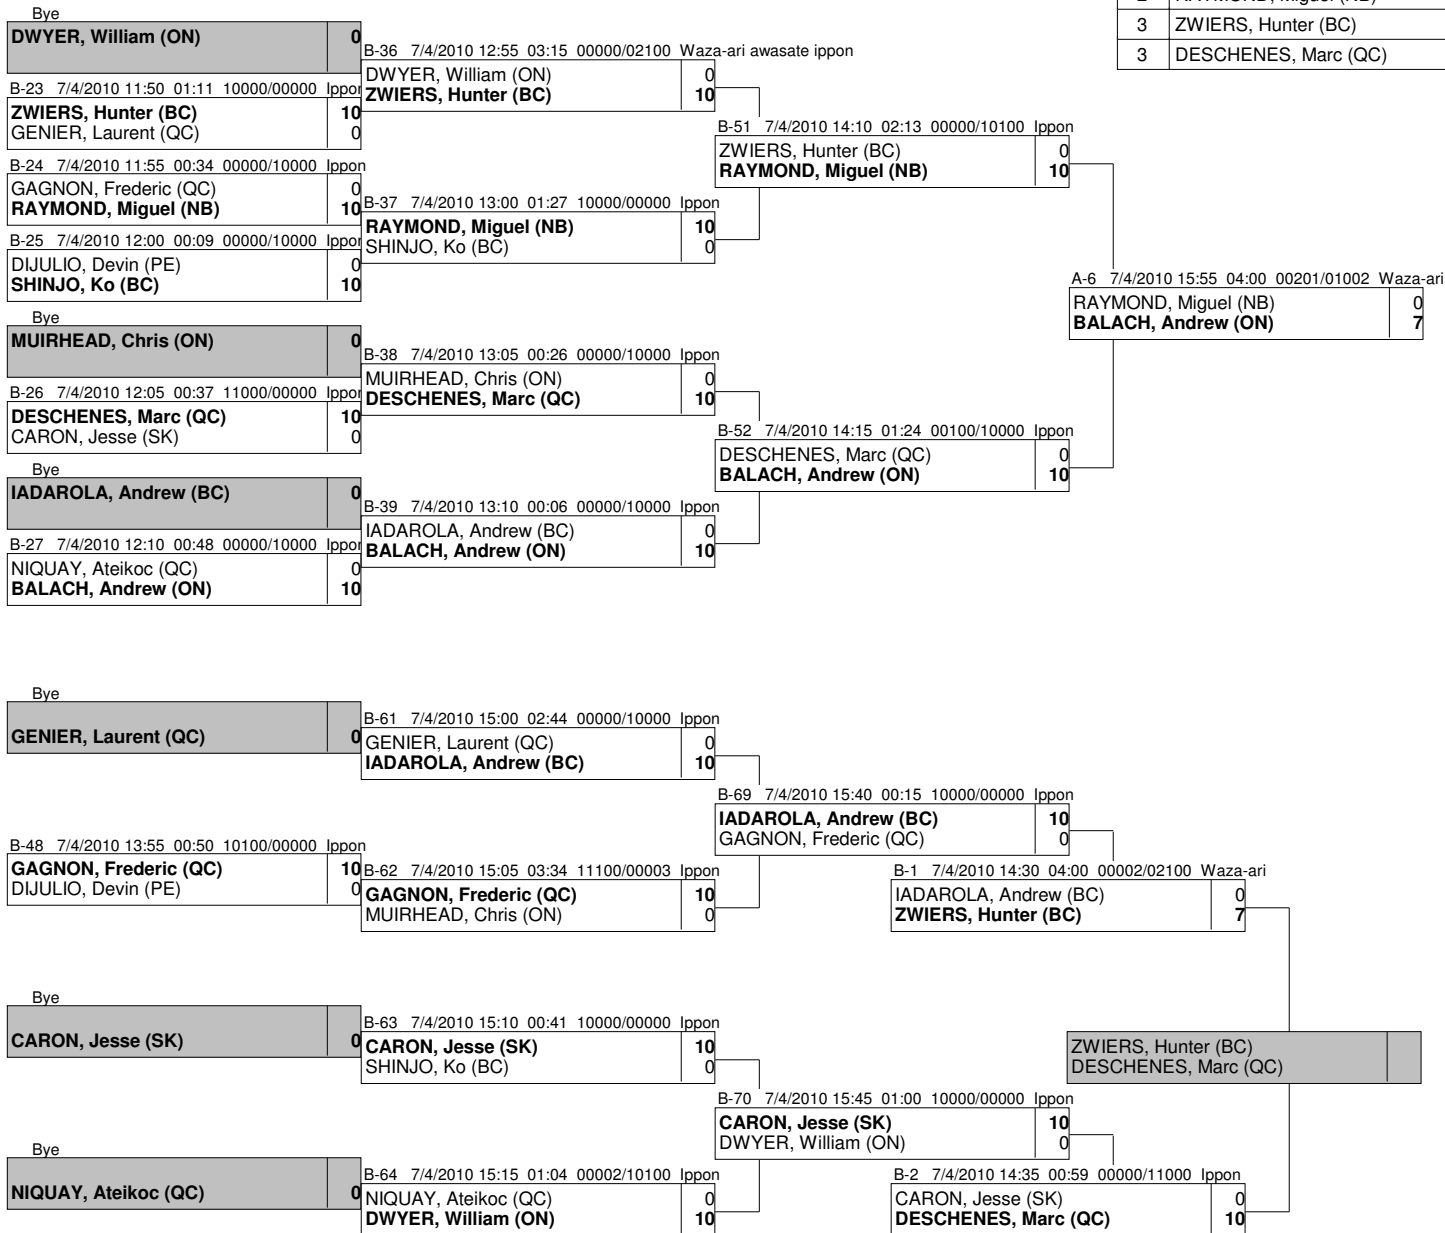 2 RAYMOND, Miguel (NB)
3 ZWIERS, Hunter (BC)
3 DESCHENES, Marc (QC)
Bye
DWYER, William (ON) 0
B-23 7/4/2010 11:50 01:11 10000/00000 Ippon
ZWIERS, Hunter (BC) 10
GENIER, Laurent (QC) 0
B-24 7/4/2010 11:55 00:34 00000/10000 Ippon
GAGNON, Frederic (QC) 0
RAYMOND, Miguel (NB) 10
B-25 7/4/2010 12:00 00:09 00000/10000 Ippon
DIJULIO, Devin (PE) 0
SHINJO, Ko (BC) 10
Bye
MUIRHEAD, Chris (ON) 0
B-26 7/4/2010 12:05 00:37 11000/00000 Ippon
DESCHENES, Marc (QC) 10
CARON, Jesse (SK) 0
Bye
IADAROLA, Andrew (BC) 0
B-27 7/4/2010 12:10 00:48 00000/10000 Ippon
NIQUAY, Ateikoc (QC) 0
BALACH, Andrew (ON) 10
B-36 7/4/2010 12:55 03:15 00000/02100 Waza-ari awasate ippon
DWYER, William (ON) 0
ZWIERS, Hunter (BC) 10
B-37 7/4/2010 13:00 01:27 10000/00000 Ippon
RAYMOND, Miguel (NB) 10
SHINJO, Ko (BC) 0
B-38 7/4/2010 13:05 00:26 00000/10000 Ippon
MUIRHEAD, Chris (ON) 0
DESCHENES, Marc (QC) 10
B-39 7/4/2010 13:10 00:06 00000/10000 Ippon
IADAROLA, Andrew (BC) 0
BALACH, Andrew (ON) 10
B-51 7/4/2010 14:10 02:13 00000/10100 Ippon
ZWIERS, Hunter (BC) 0
RAYMOND, Miguel (NB) 10
B-52 7/4/2010 14:15 01:24 00100/10000 Ippon
DESCHENES, Marc (QC) 0
BALACH, Andrew (ON) 10
A-6 7/4/2010 15:55 04:00 00201/01002 Waza-ari
RAYMOND, Miguel (NB) 0
BALACH, Andrew (ON) 7
Bye
GENIER, Laurent (QC) 0
B-48 7/4/2010 13:55 00:50 10100/00000 Ippon
GAGNON, Frederic (QC) 10
DIJULIO, Devin (PE) 0
Bye
CARON, Jesse (SK) 0
Bye
NIQUAY, Ateikoc (QC) 0
B-61 7/4/2010 15:00 02:44 00000/10000 Ippon
GENIER, Laurent (QC) 0
IADAROLA, Andrew (BC) 10
B-62 7/4/2010 15:05 03:34 11100/00003 Ippon
GAGNON, Frederic (QC) 10
MUIRHEAD, Chris (ON) 0
B-63 7/4/2010 15:10 00:41 10000/00000 Ippon
CARON, Jesse (SK) 10
SHINJO, Ko (BC) 0
B-64 7/4/2010 15:15 01:04 00002/10100 Ippon
NIQUAY, Ateikoc (QC) 0
DWYER, William (ON) 10
B-69 7/4/2010 15:40 00:15 10000/00000 Ippon
IADAROLA, Andrew (BC) 10
GAGNON, Frederic (QC) 0
B-70 7/4/2010 15:45 01:00 10000/00000 Ippon
CARON, Jesse (SK) 10
DWYER, William (ON) 0
B-1 7/4/2010 14:30 04:00 00002/02100 Waza-ari
IADAROLA, Andrew (BC) 0
ZWIERS, Hunter (BC) 7
B-2 7/4/2010 14:35 00:59 00000/11000 Ippon
CARON, Jesse (SK) 0
DESCHENES, Marc (QC) 10
ZWIERS, Hunter (BC)
DESCHENES, Marc (QC)